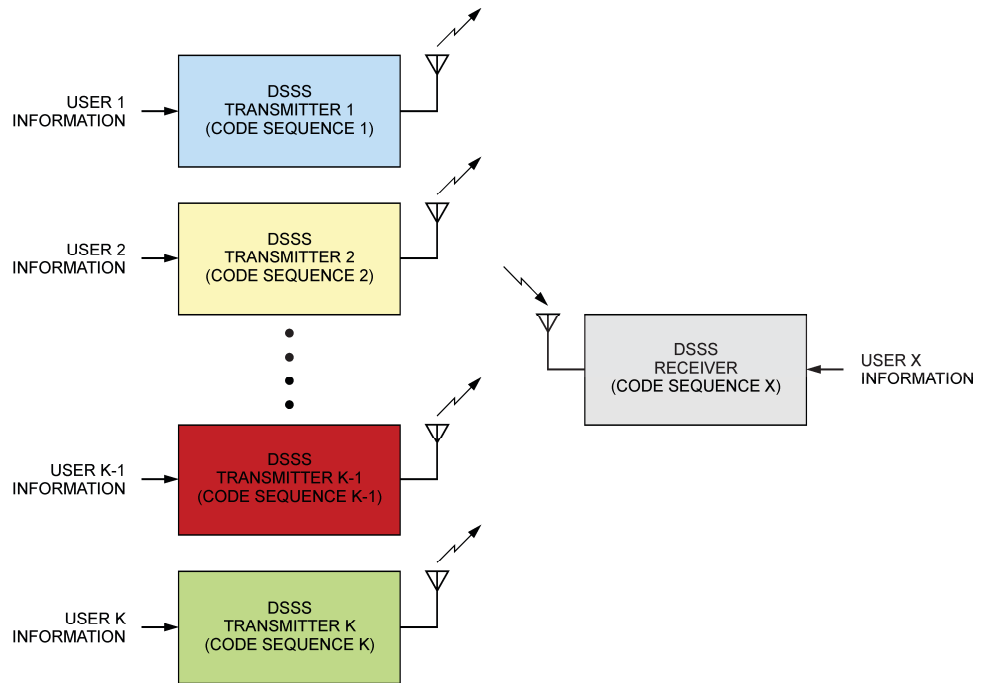 USER 1
INFORMATION
DSSS
TRANSMITTER 1
(CODE SEQUENCE 1)
USER 2
INFORMATION
DSSS
TRANSMITTER 2
(CODE SEQUENCE 2)
DSSS
RECEIVER
(CODE SEQUENCE X)
USER X
INFORMATION
USER K-1
INFORMATION
DSSS
TRANSMITTER K-1
(CODE SEQUENCE K-1)
USER K
INFORMATION
DSSS
TRANSMITTER K
(CODE SEQUENCE K)